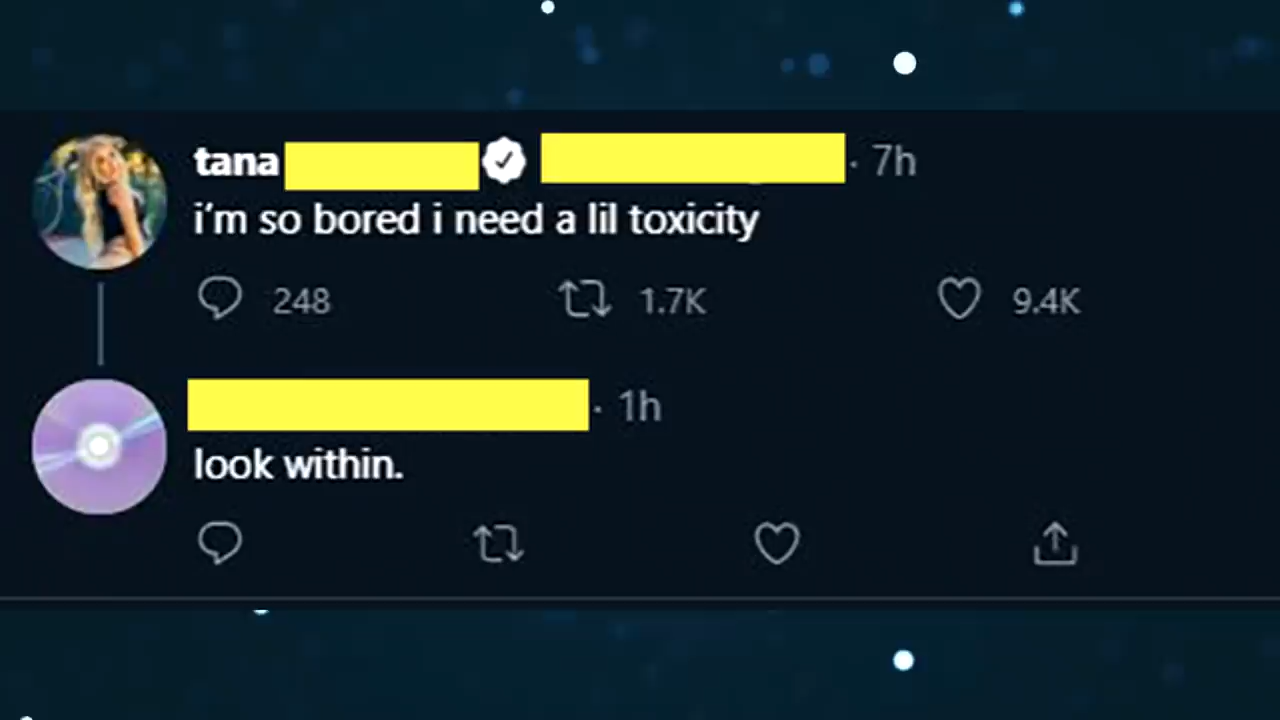 tana · 7h
i'm so bored i need a lil toxicity
248 1.7K 9.4K
· 1h
look within.